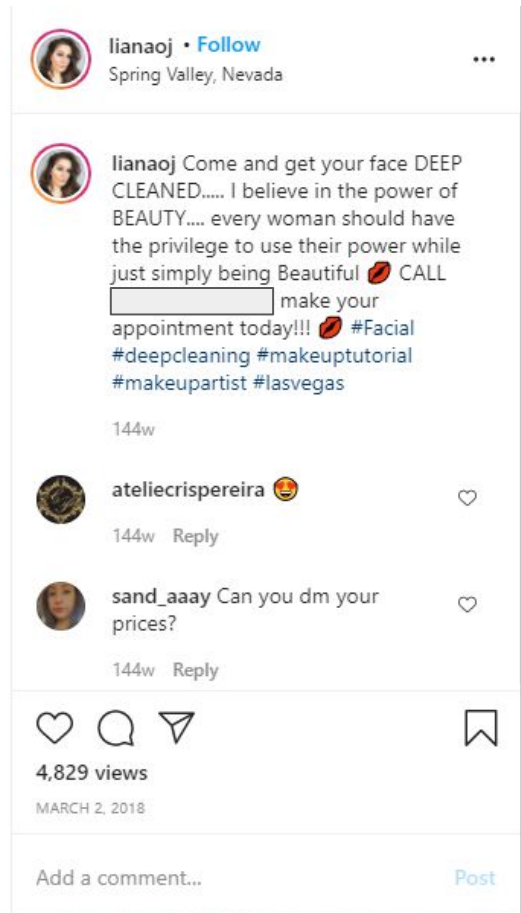 lianaoj • Follow
Spring Valley, Nevada
lianaoj Come and get your face DEEP
CLEANED..... I believe in the power of
BEAUTY.... every woman should have
the privilege to use their power while
just simply being Beautiful 💋 CALL
make your
appointment today!!! 💋 #Facial
#deepcleaning #makeuptutorial
#makeupartist #lasvegas
144w
ateliecrispereira 😍
144w Reply
sand_aaay Can you dm your
prices?
144w Reply
4,829 views
MARCH 2, 2018
Add a comment... Post